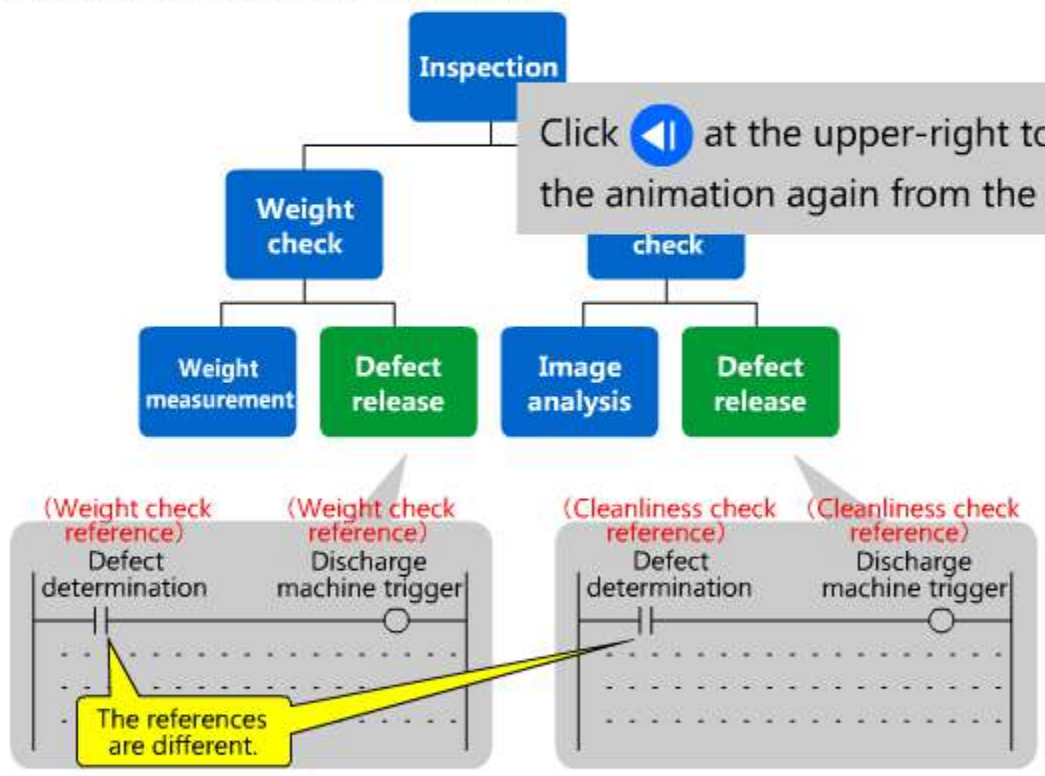 Inspection
Click at the upper-right to
the animation again from the
Weight
check
check
Weight
measurement
Defect
release
Image
analysis
Defect
release
(Weight check
reference)
Defect
determination
(Weight check
reference)
Discharge
machine trigger
(Cleanliness check
reference)
Defect
determination
(Cleanliness check
reference)
Discharge
machine trigger
The references
are different.